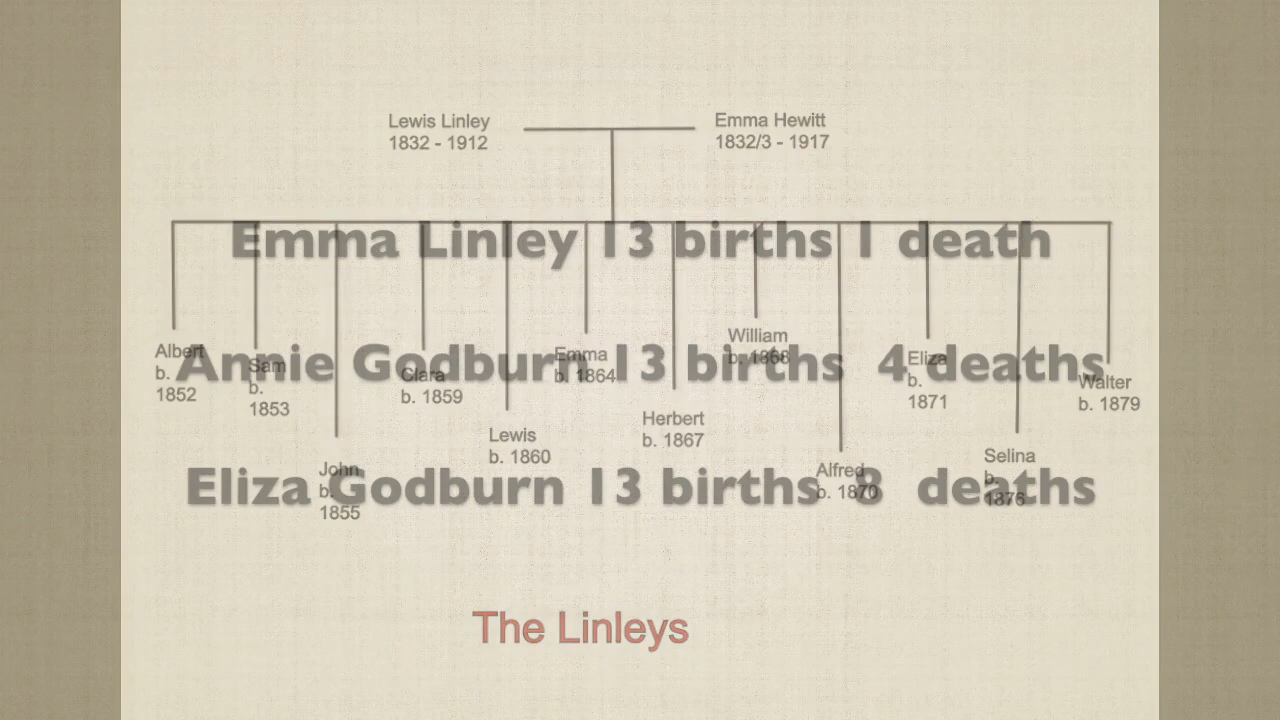 Lewis Linley
1832 - 1912
Emma Hewitt
1832/3 - 1917
Emma Linley 13 births 1 death
Albert
b.
1852
Sam
b.
1853
John
b.
1855
Clara
b. 1859
Lewis
b. 1860
Emma
b. 1864
Herbert
b. 1867
William
b. 1868
Alfred
b. 1870
Eliza
b.
1871
Selina
b.
1876
Walter
b. 1879
Annie Godburn 13 births 4 deaths
Eliza Godburn 13 births 8 deaths
The Linleys